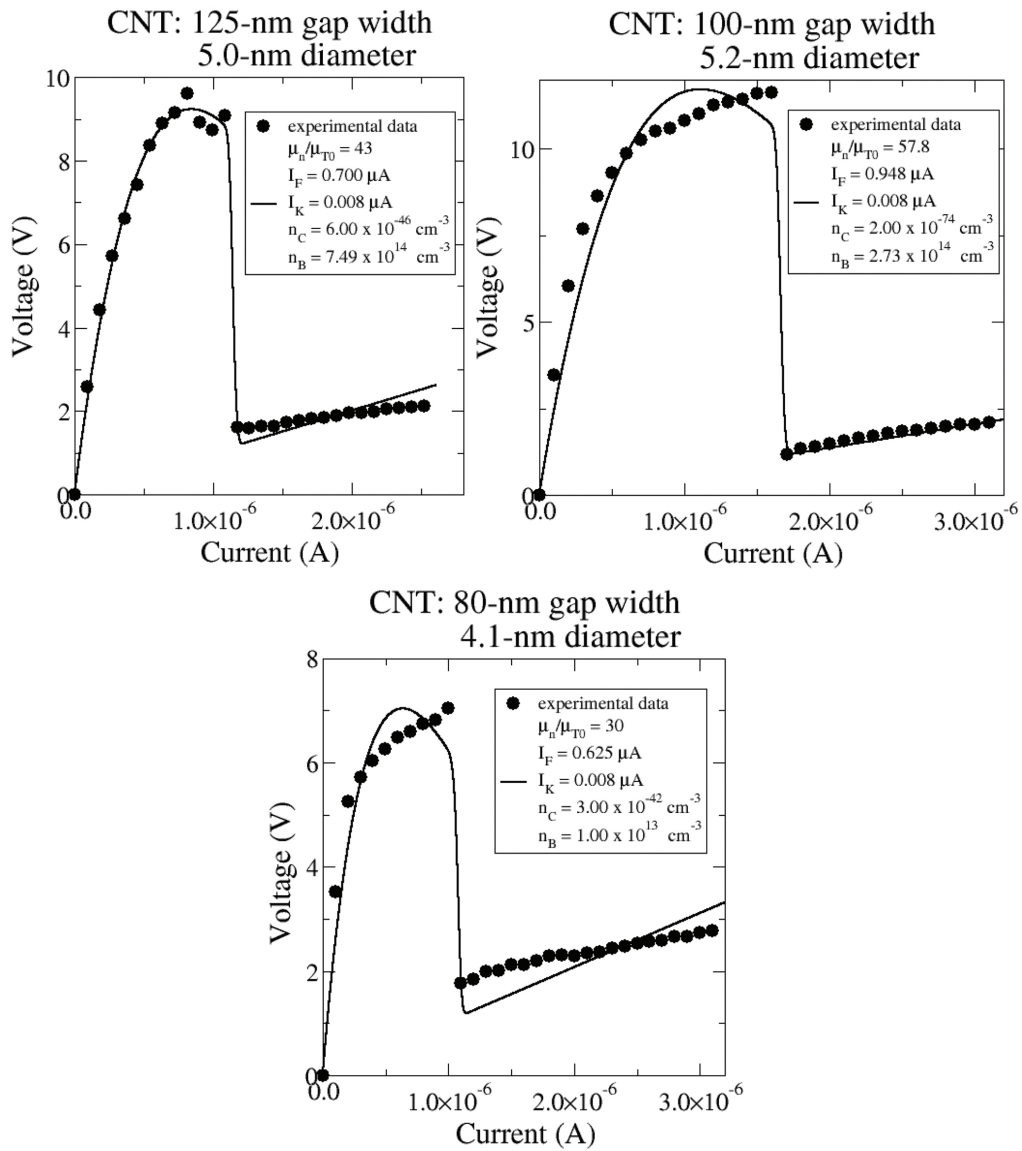 CNT: 125-nm gap width
5.0-nm diameter
10
8
6
4
2
0
Voltage (V)
experimental data
μn/μT0 = 43
IF = 0.700 μA
IK = 0.008 μA
nC = 6.00 x 10^-46 cm^-3
nB = 7.49 x 10^14 cm^-3
0.0
1.0×10^-6
2.0×10^-6
Current (A)
CNT: 100-nm gap width
5.2-nm diameter
10
5
0
Voltage (V)
experimental data
μn/μT0 = 57.8
IF = 0.948 μA
IK = 0.008 μA
nC = 2.00 x 10^-74 cm^-3
nB = 2.73 x 10^14 cm^-3
0.0
1.0×10^-6
2.0×10^-6
3.0×10^-6
Current (A)
CNT: 80-nm gap width
4.1-nm diameter
8
6
4
2
0
Voltage (V)
experimental data
μn/μT0 = 30
IF = 0.625 μA
IK = 0.008 μA
nC = 3.00 x 10^-42 cm^-3
nB = 1.00 x 10^13 cm^-3
0.0
1.0×10^-6
2.0×10^-6
3.0×10^-6
Current (A)